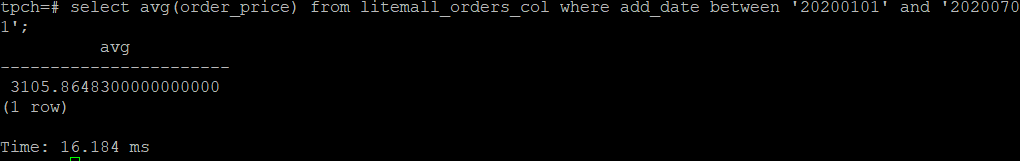 tpch=# select avg(order_price) from litemall_orders_col where add_date between '20200101' and '2020070
1';
avg
-----------------------
3105.8648300000000000
(1 row)
Time: 16.184 ms